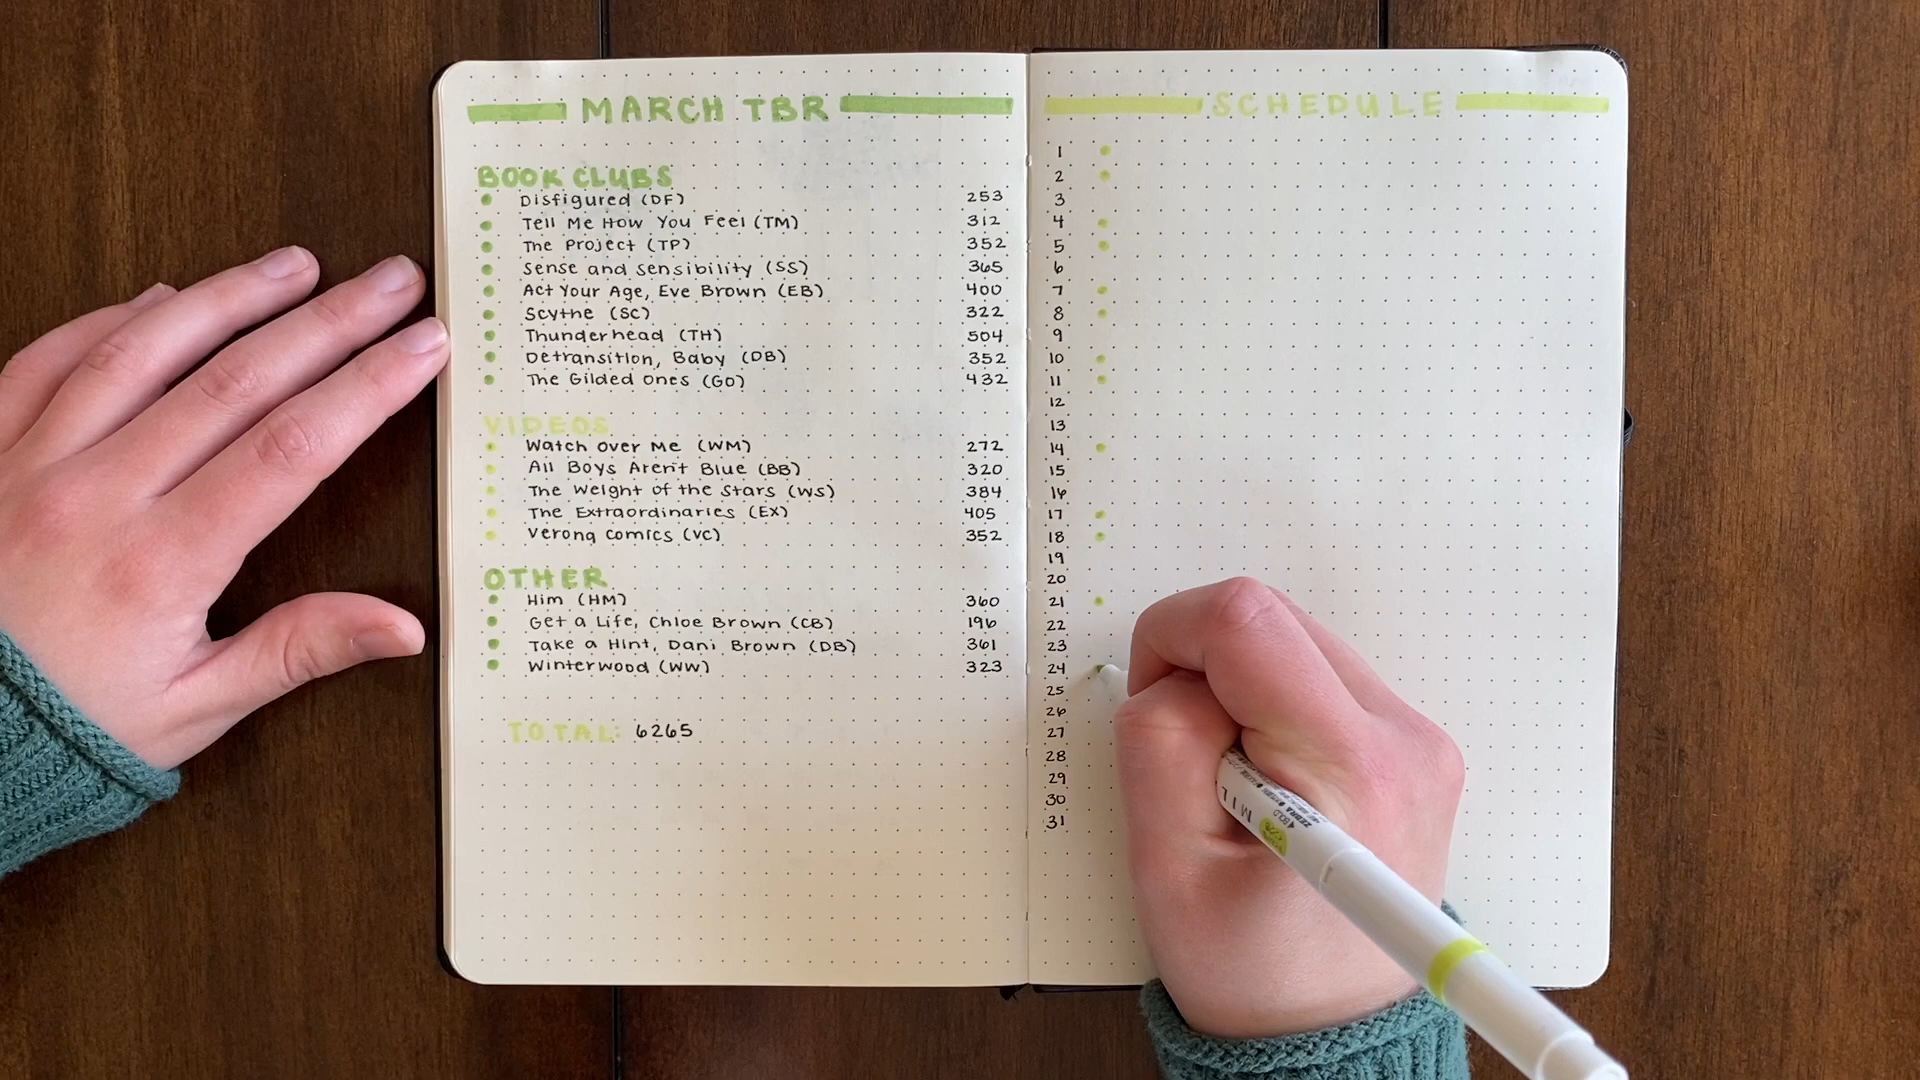 MARCH TBR
BOOK CLUBS
Disfigured (DF) 253
Tell Me How You Feel (TM) 312
The Project (TP) 352
Sense and Sensibility (SS) 365
Act Your Age, Eve Brown (EB) 400
Scythe (SC) 322
Thunderhead (TH) 504
Detransition, Baby (DB) 352
The Gilded Ones (GO) 432
VIDEOS
Watch Over Me (WM) 272
All Boys Aren't Blue (BB) 320
The Weight of the Stars (WS) 384
The Extraordinaries (EX) 405
Verona Comics (VC) 352
OTHER
Him (HM) 360
Get a Life, Chloe Brown (CB) 196
Take a Hint, Dani Brown (DB) 361
Winterwood (WW) 323
TOTAL: 6265
SCHEDULE
1
2
3
4
5
6
7
8
9
10
11
12
13
14
15
16
17
18
19
20
21
22
23
24
25
26
27
28
29
30
31
MIL
ZEBRA